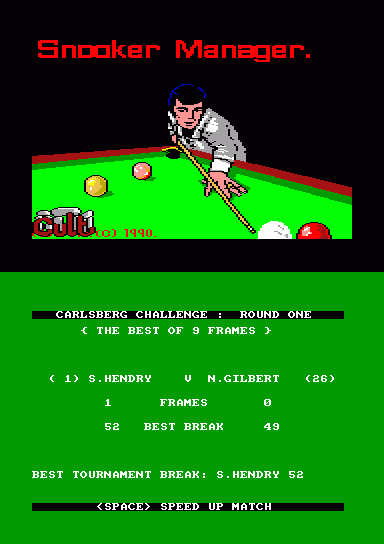 Snooker Manager.
Cult (c) 1990.
CARLSBERG CHALLENGE : ROUND ONE
{ THE BEST OF 9 FRAMES }
( 1) S.HENDRY V N.GILBERT (26)
1 FRAMES 0
52 BEST BREAK 49
BEST TOURNAMENT BREAK: S.HENDRY 52
<SPACE> SPEED UP MATCH